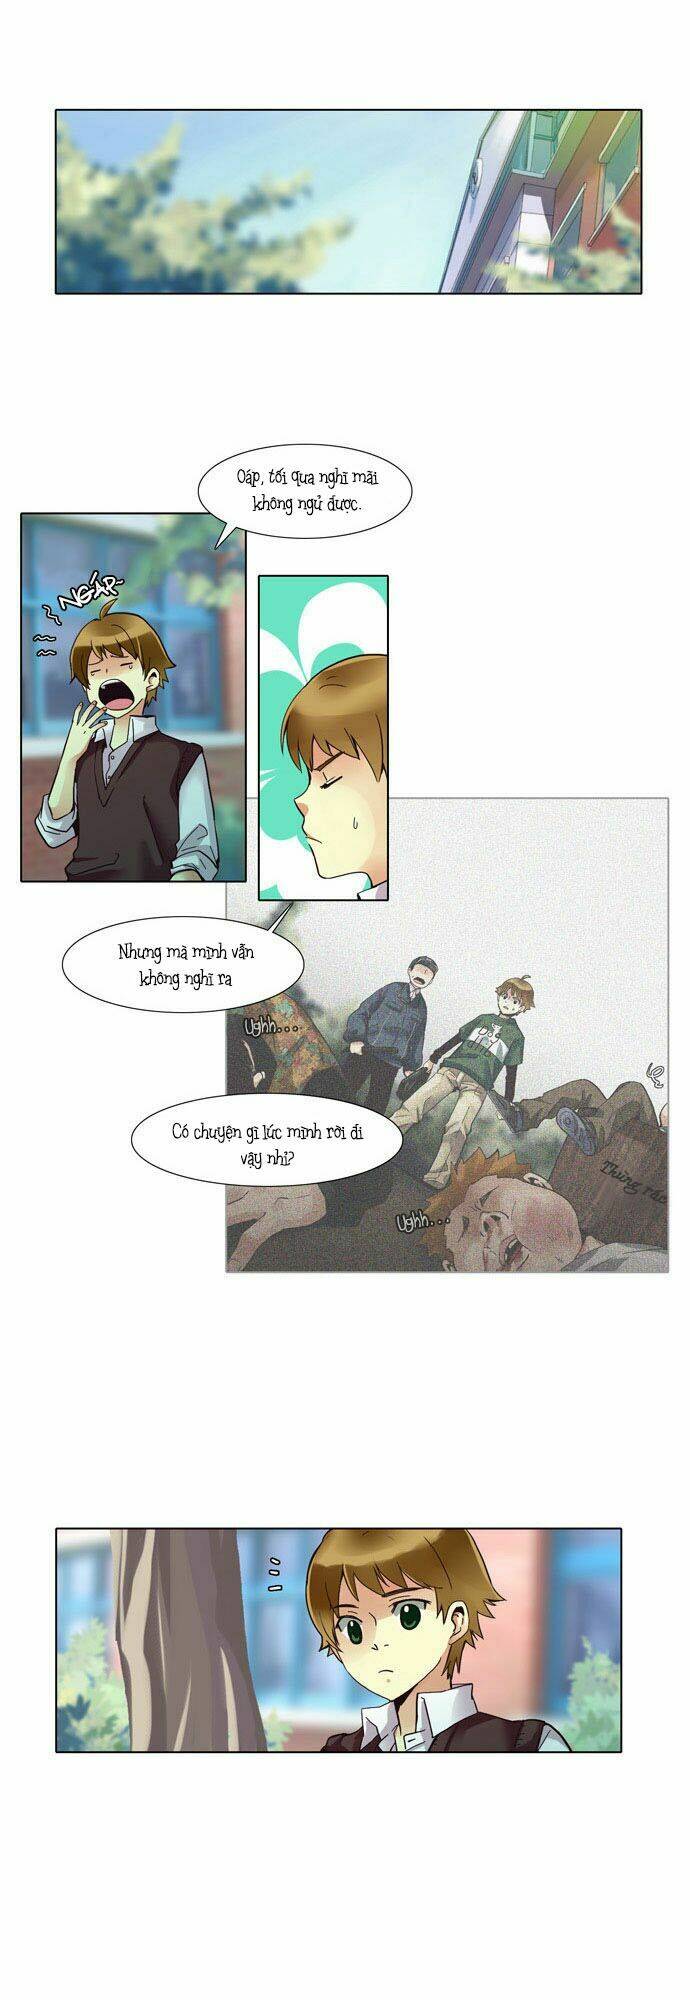 Oáp, tối qua nghĩ mãi
không ngủ được.
NGÁP~
Nhưng mà mình vẫn
không nghĩ ra
Ughh...
Có chuyện gì lúc mình rời đi
vậy nhỉ?
Thùng rác
Ughh...